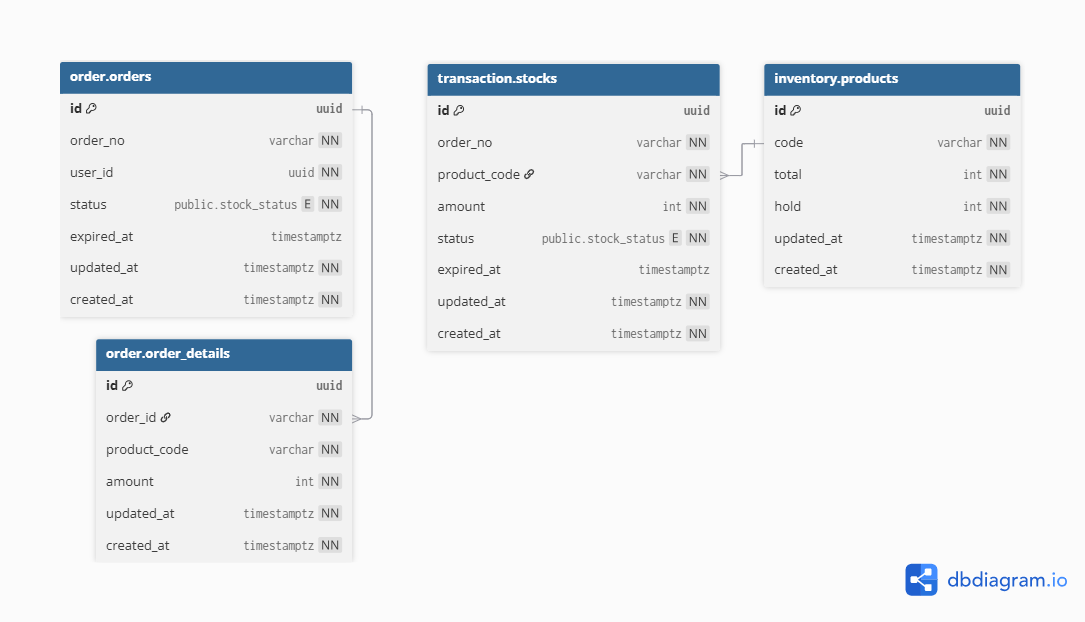 order.orders
id uuid
order_no varchar NN
user_id uuid NN
status public.stock_status E NN
expired_at timestamptz
updated_at timestamptz NN
created_at timestamptz NN
order.order_details
id uuid
order_id varchar NN
product_code varchar NN
amount int NN
updated_at timestamptz NN
created_at timestamptz NN
transaction.stocks
id uuid
order_no varchar NN
product_code varchar NN
amount int NN
status public.stock_status E NN
expired_at timestamptz
updated_at timestamptz NN
created_at timestamptz NN
inventory.products
id uuid
code varchar NN
total int NN
hold int NN
updated_at timestamptz NN
created_at timestamptz NN
dbdiagram.io